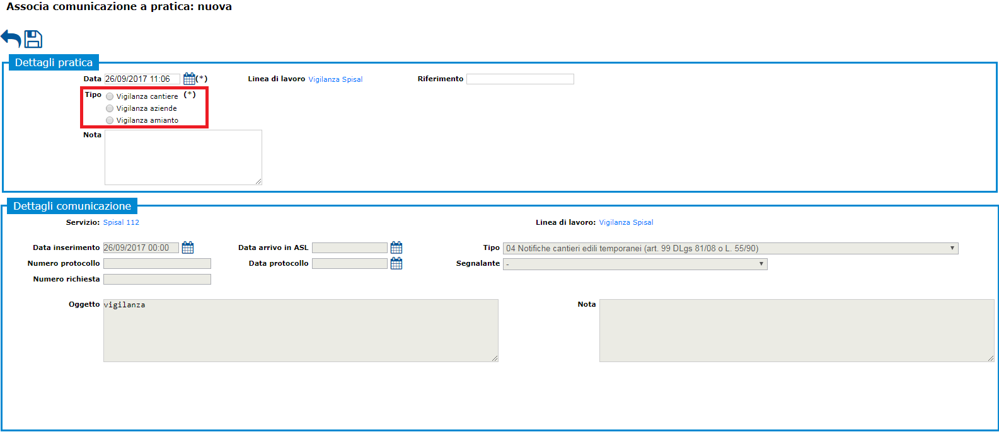 Associa comunicazione a pratica: nuova
Dettagli pratica
Data 26/09/2017 11:06 (*) Linea di lavoro Vigilanza Spisal Riferimento
Tipo Vigilanza cantiere (*)
Vigilanza aziende
Vigilanza amianto
Nota
Dettagli comunicazione
Servizio: Spisal 112 Linea di lavoro: Vigilanza Spisal
Data inserimento 26/09/2017 00:00 Data arrivo in ASL Tipo 04 Notifiche cantieri edili temporanei (art. 99 DLgs 81/08 o L. 55/90)
Numero protocollo Data protocollo Segnalante -
Numero richiesta
Oggetto vigilanza Nota